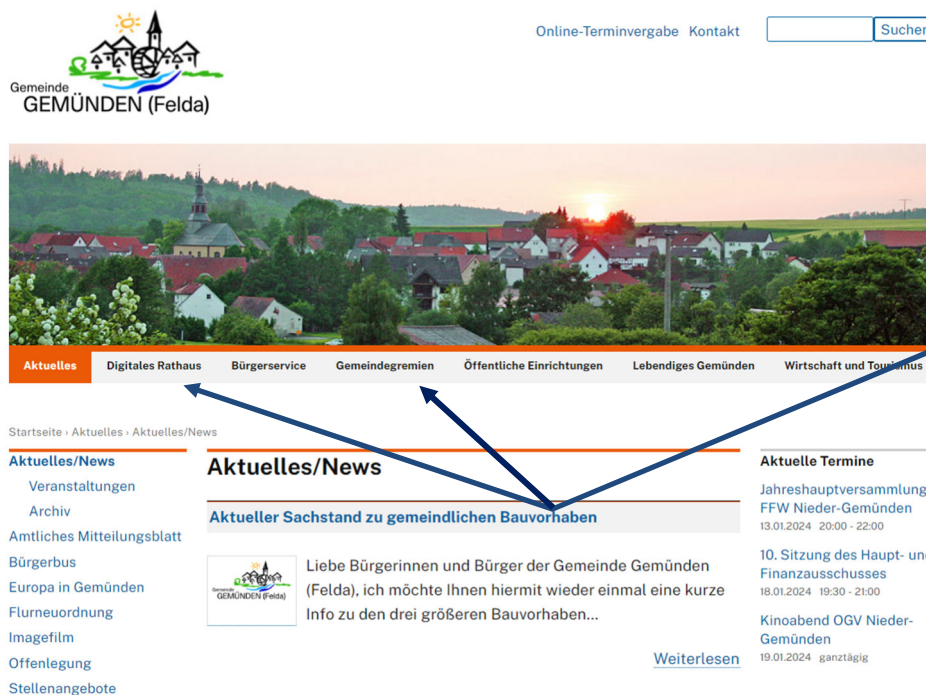 Gemeinde
GEMÜNDEN (Felda)
Online-Terminvergabe Kontakt
Suchen
Aktuelles Digitales Rathaus Bürgerservice Gemeindegremien Öffentliche Einrichtungen Lebendiges Gemünden Wirtschaft und Tourismus
Startseite › Aktuelles › Aktuelles/News
Aktuelles/News
Veranstaltungen
Archiv
Amtliches Mitteilungsblatt
Bürgerbus
Europa in Gemünden
Flurneuordnung
Imagefilm
Offenlegung
Stellenangebote
Aktuelles/News
Aktueller Sachstand zu gemeindlichen Bauvorhaben
Gemeinde
GEMÜNDEN (Felda)
Liebe Bürgerinnen und Bürger der Gemeinde Gemünden
(Felda), ich möchte Ihnen hiermit wieder einmal eine kurze
Info zu den drei größeren Bauvorhaben...
Weiterlesen
Aktuelle Termine
Jahreshauptversammlung
FFW Nieder-Gemünden
13.01.2024 20:00 - 22:00
10. Sitzung des Haupt- und
Finanzausschusses
18.01.2024 19:30 - 21:00
Kinoabend OGV Nieder-
Gemünden
19.01.2024 ganztägig